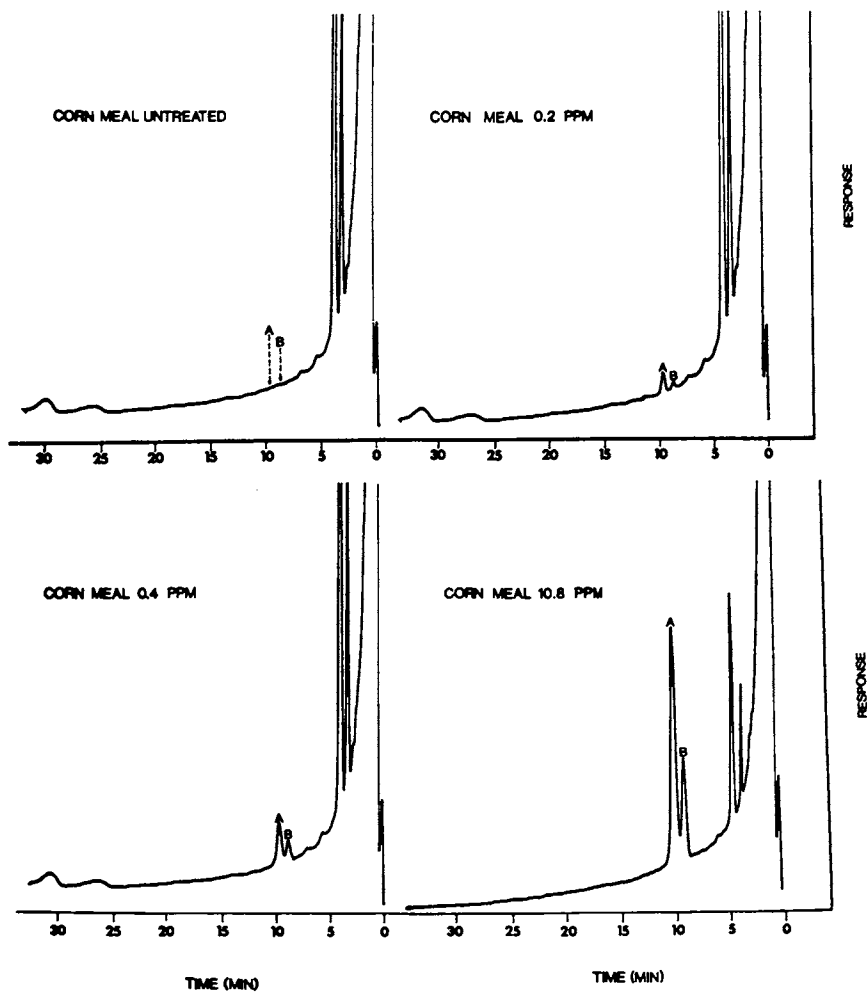 CORN MEAL UNTREATED
A
B
30 25 20 15 10 5 0
CORN MEAL 0.2 PPM
A
B
30 25 20 15 10 5 0
RESPONSE
CORN MEAL 0.4 PPM
A
B
30 25 20 15 10 5 0
TIME (MIN)
CORN MEAL 10.8 PPM
A
B
30 25 20 15 10 5 0
TIME (MIN)
RESPONSE